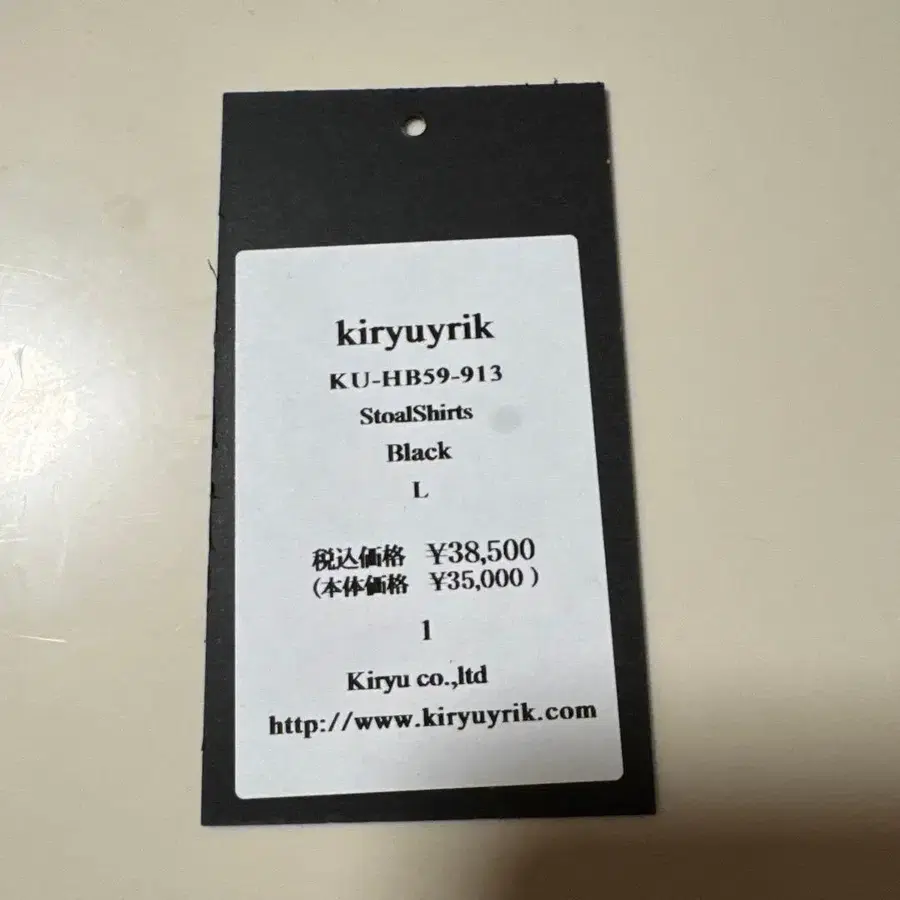 kiryuyrik
KU-HB59-913
StoalShirts
Black
L
税込価格 ¥38,500
(本体価格 ¥35,000 )
1
Kiryu co.,ltd
http://www.kiryuyrik.com